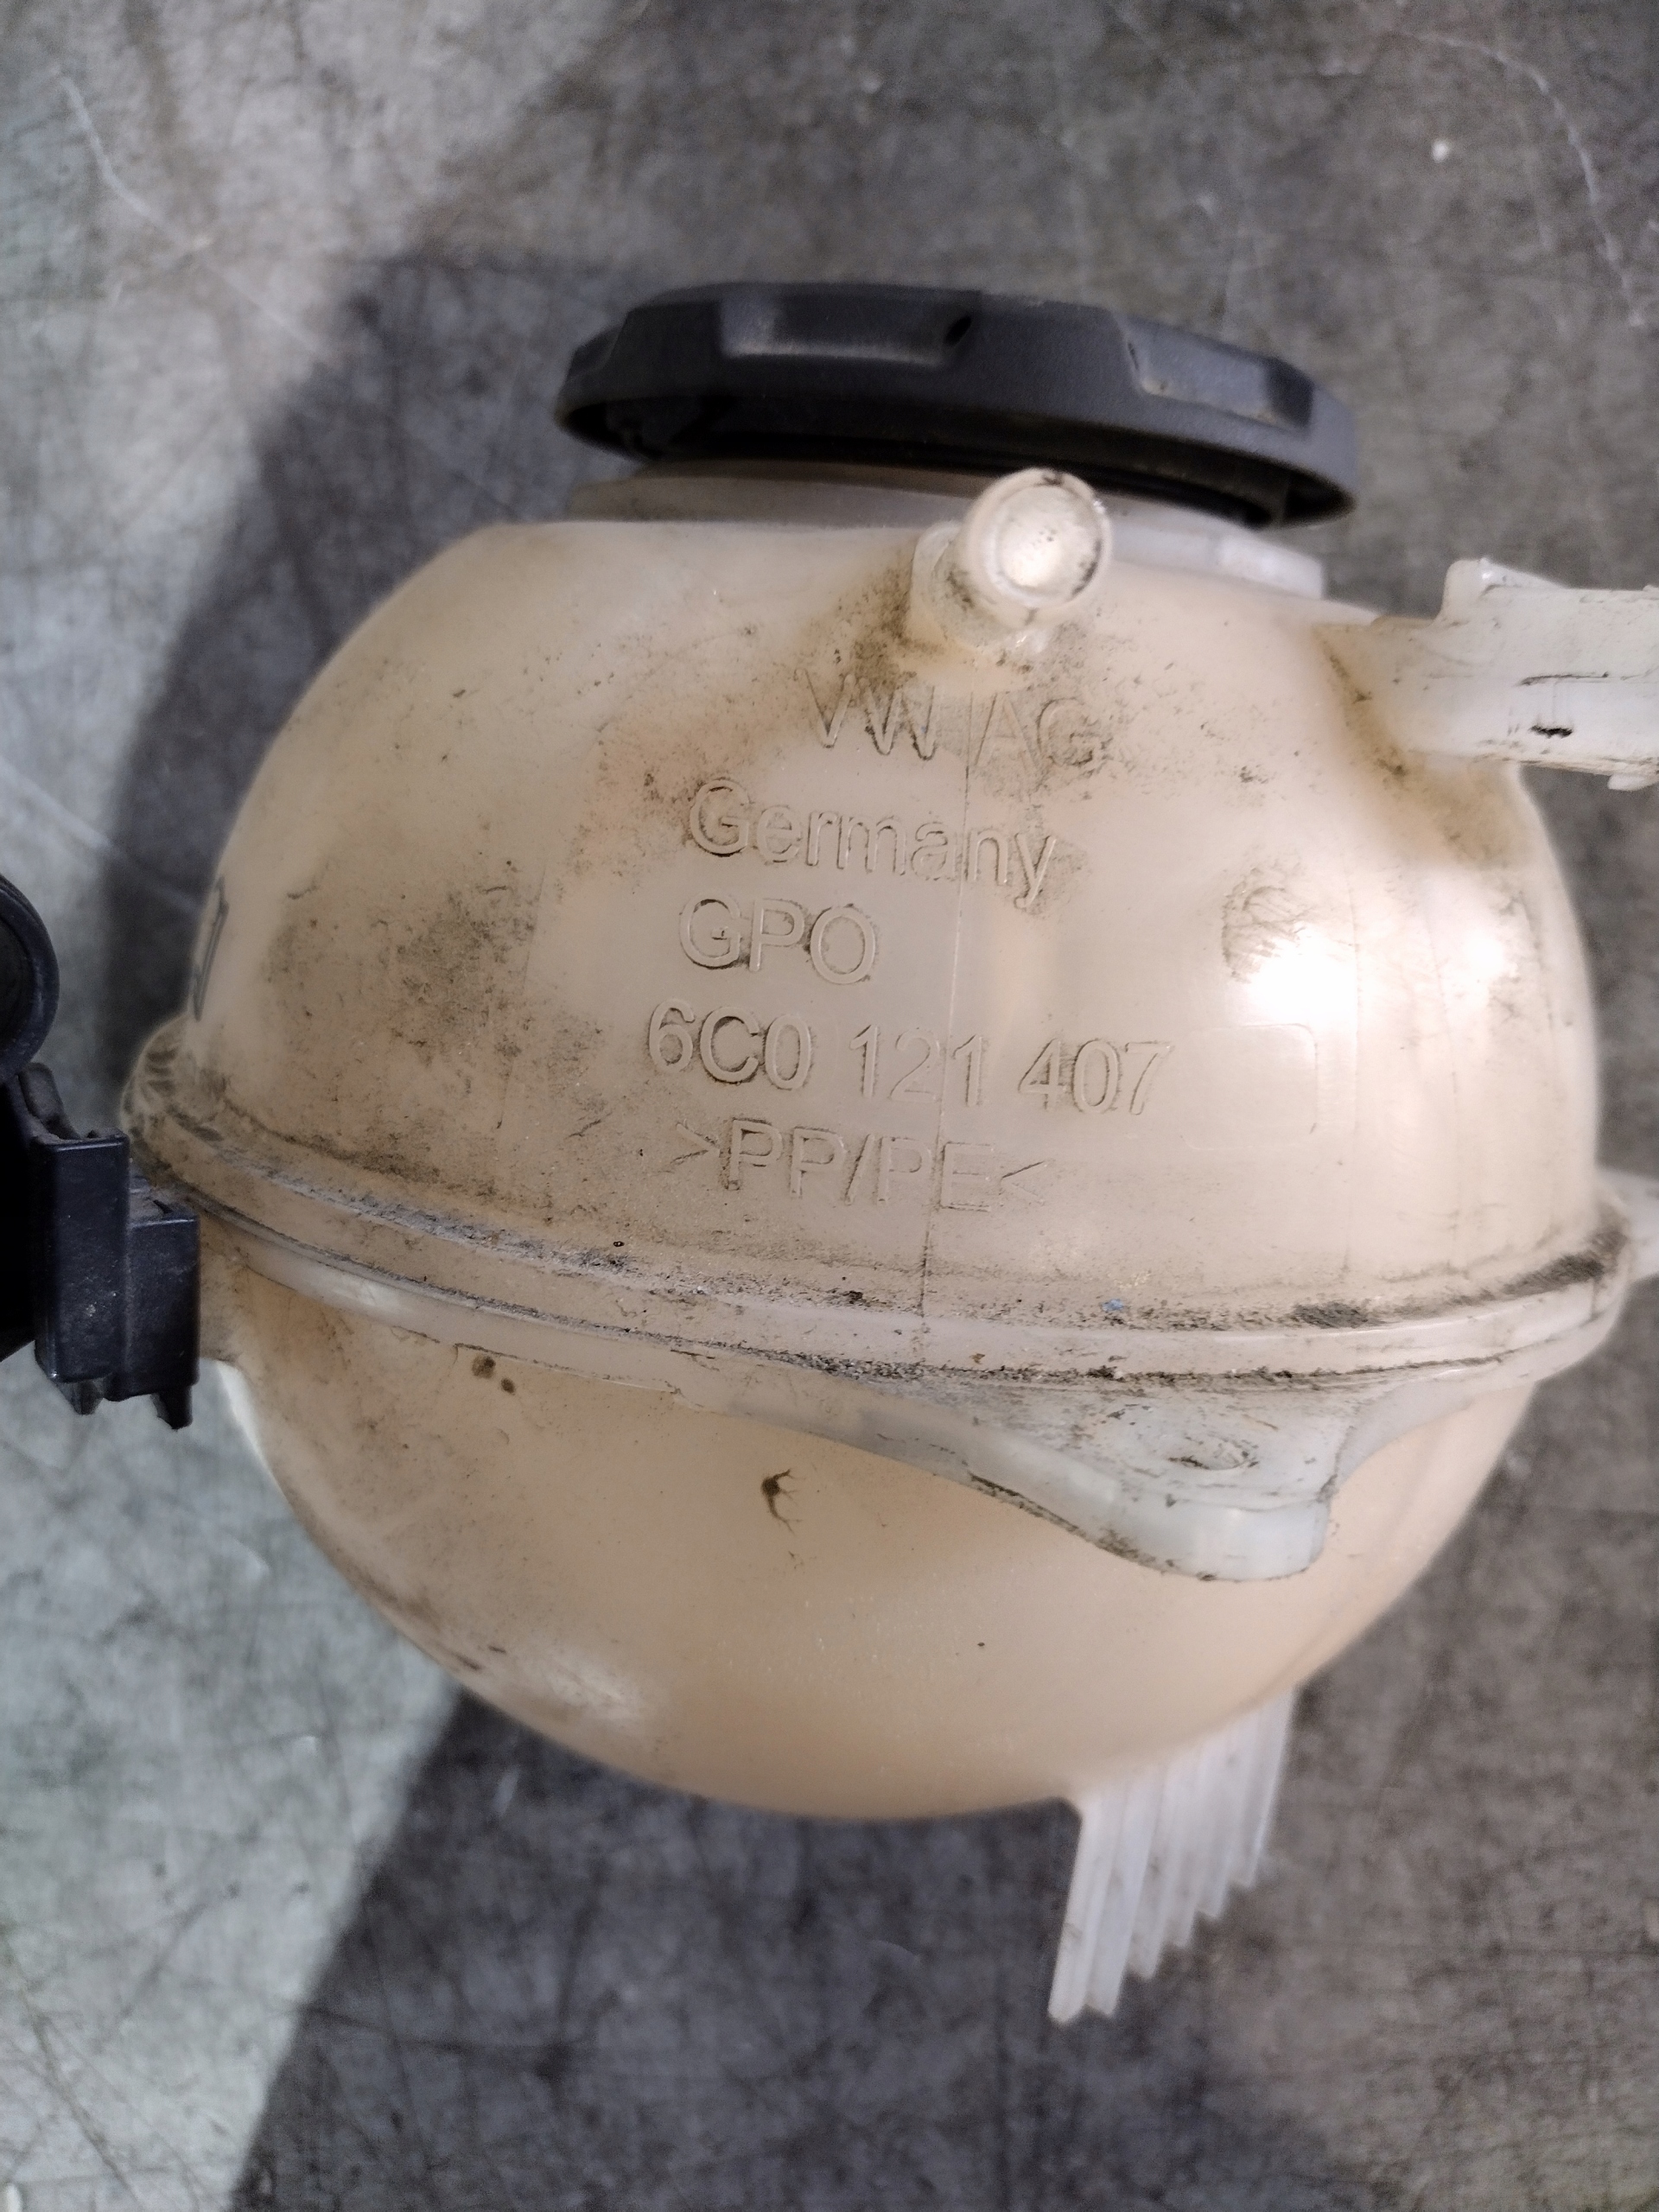 VW AG
Germany
GPO
6C0 121 407
>PP/PE<